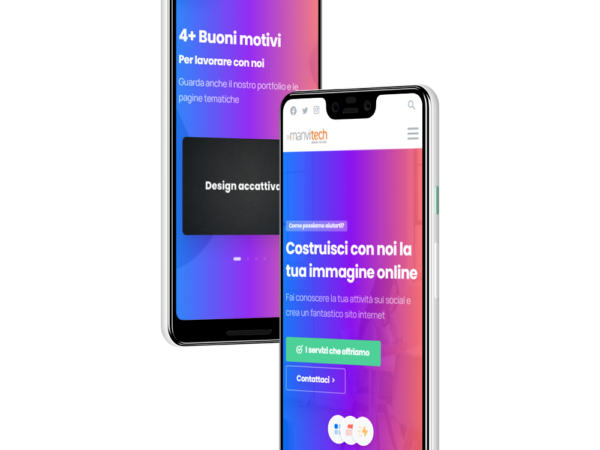 4+ Buoni motivi
Per lavorare con noi
Guarda anche il nostro portfolio e le
pagine tematiche
Design accattiva
manvitech
Come possiamo aiutarti?
Costruisci con noi la
tua immagine online
Fai conoscere la tua attività sui social e
crea un fantastico sito internet
I servizi che offriamo
Contattaci >